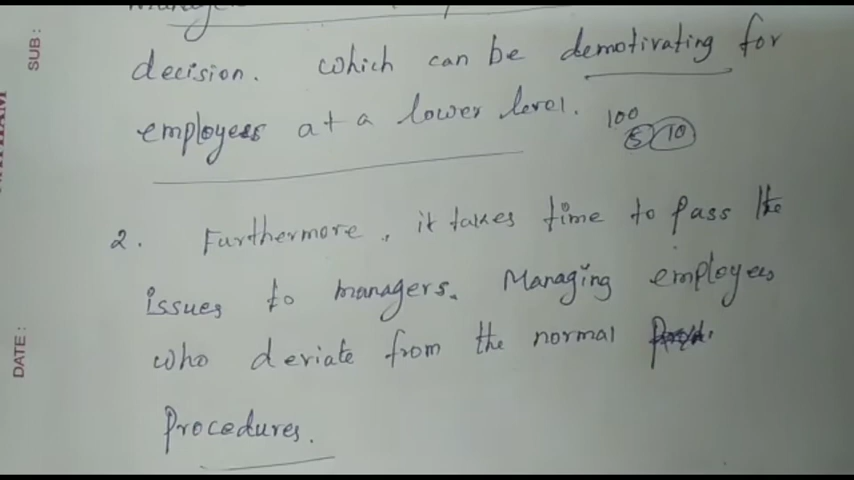 SUB:
decision. Which can be demotivating for
employees at a lower level.
100
5 10
2. Furthermore, it takes time to pass the
issues to managers. Managing employees
who deviate from the normal
procedures.
DATE: